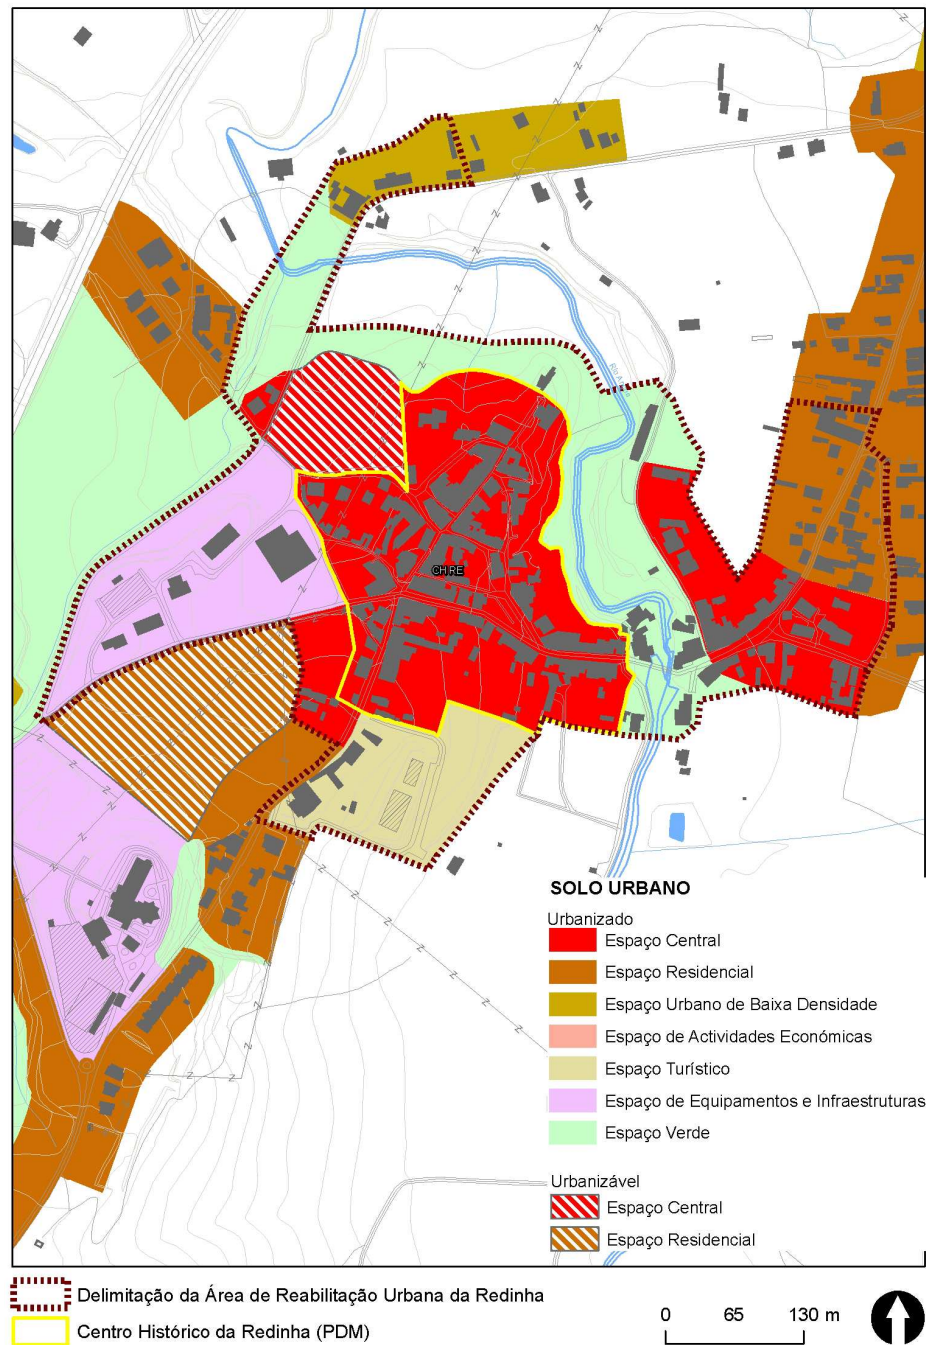 CH RE
SOLO URBANO
Urbanizado
Espaço Central
Espaço Residencial
Espaço Urbano de Baixa Densidade
Espaço de Actividades Económicas
Espaço Turístico
Espaço de Equipamentos e Infraestruturas
Espaço Verde
Urbanizável
Espaço Central
Espaço Residencial
Delimitação da Área de Reabilitação Urbana da Redinha
Centro Histórico da Redinha (PDM)
0 65 130 m